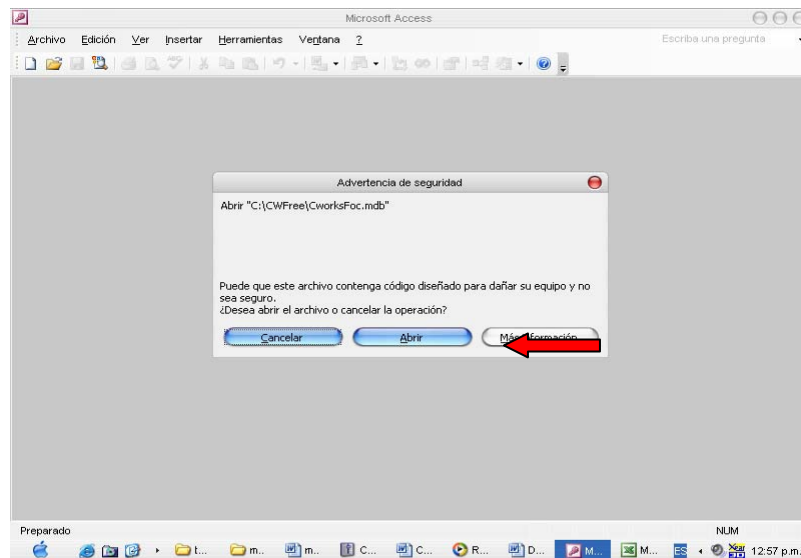 Microsoft Access
Archivo Edición Ver Insertar Herramientas Ventana ? Escriba una pregunta
Advertencia de seguridad
Abrir "C:\CWFree\CworksFoc.mdb"
Puede que este archivo contenga código diseñado para dañar su equipo y no
sea seguro.
¿Desea abrir el archivo o cancelar la operación?
Cancelar Abrir Más
Preparado NUM
t... m... m.. C... C... R... D... M... M... ES 12:57 p.m.